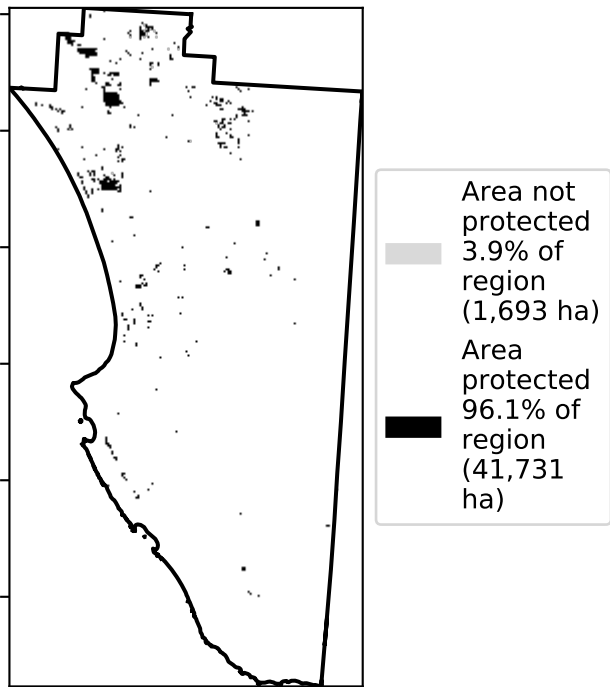 Area not
protected
3.9% of
region
(1,693 ha)
Area
protected
96.1% of
region
(41,731
ha)